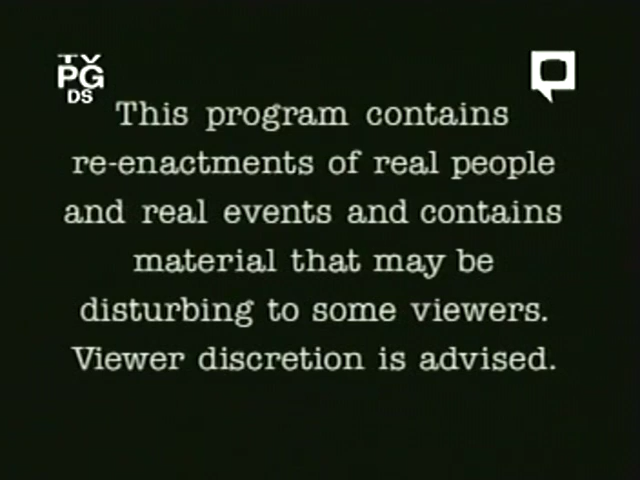 TV
PG
DS
This program contains
re-enactments of real people
and real events and contains
material that may be
disturbing to some viewers.
Viewer discretion is advised.